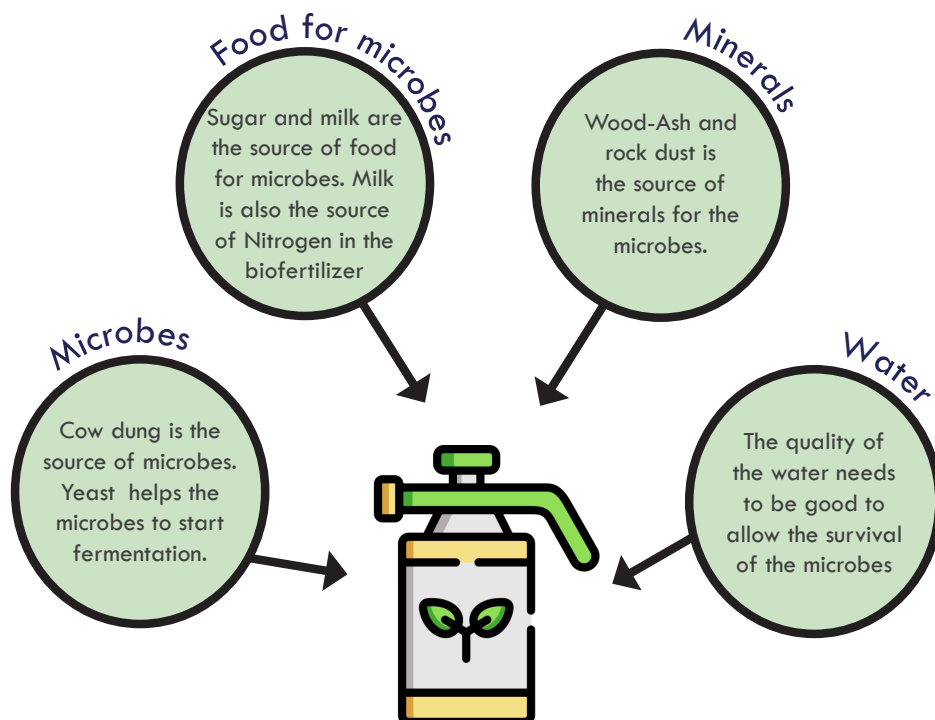 Food for microbes
Sugar and milk are
the source of food
for microbes. Milk
is also the source
of Nitrogen in the
biofertilizer
Minerals
Wood-Ash and
rock dust is
the source of
minerals for the
microbes.
Microbes
Cow dung is the
source of microbes.
Yeast helps the
microbes to start
fermentation.
Water
The quality of
the water needs
to be good to
allow the survival
of the microbes